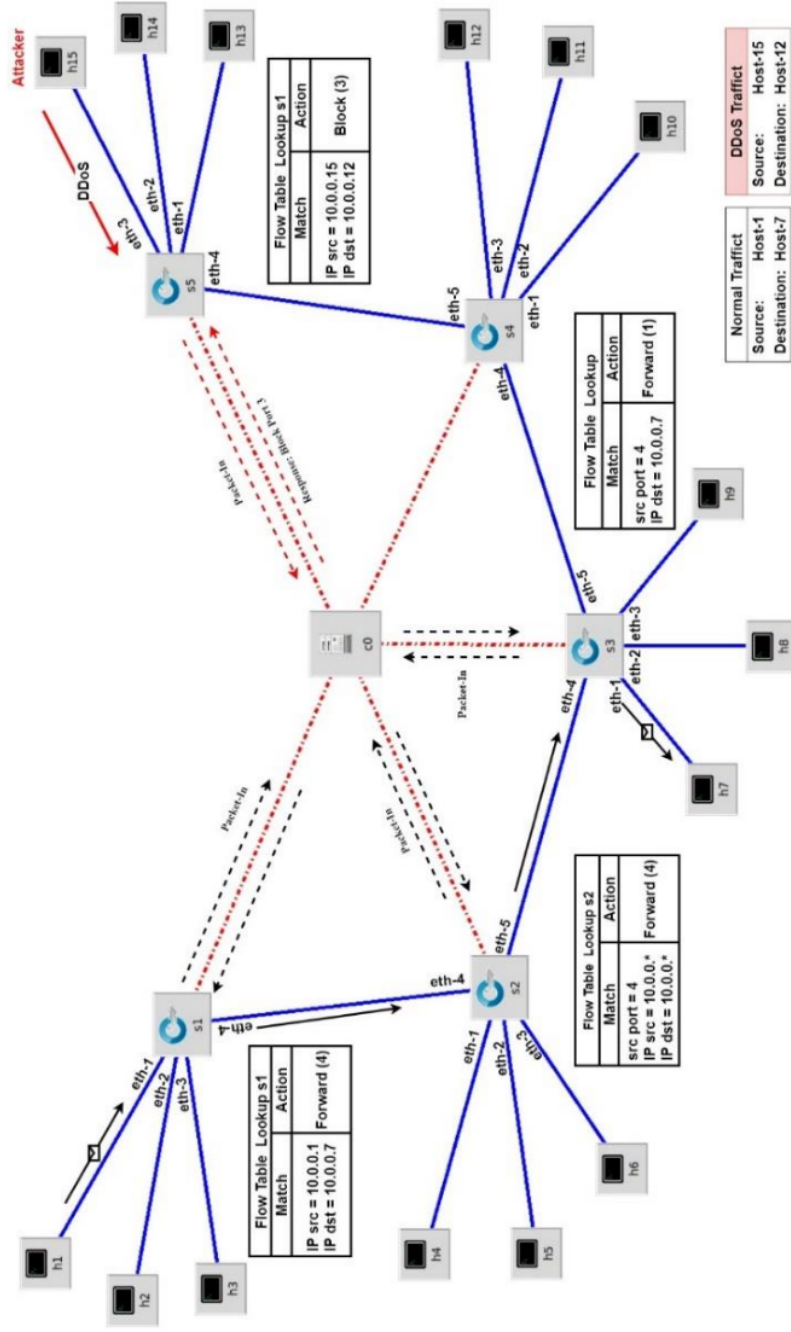 Attacker
DDoS
h15
h14
h13
eth-3
eth-2
eth-1
s5
eth-4
Packet-In
Response: Block Port 3
Flow Table Lookup s1
Match Action
IP src = 10.0.0.15
IP dst = 10.0.0.12
Block (3)
h12
h11
h10
eth-5
eth-3
eth-2
eth-1
s4
eth-4
c0
Packet-In
h1
h2
h3
eth-1
eth-2
eth-3
s1
eth-4
Flow Table Lookup s1
Match Action
IP src = 10.0.0.1
IP dst = 10.0.0.7
Forward (4)
Packet-In
eth-4
eth-1
eth-2
eth-3
s2
eth-5
h4
h5
h6
Flow Table Lookup s2
Match Action
src port = 4
IP src = 10.0.0.*
IP dst = 10.0.0.*
Forward (4)
Packet-In
eth-4
eth-5
s3
eth-1
eth-2
eth-3
h7
h8
h9
Flow Table Lookup
Match Action
src port = 4
IP dst = 10.0.0.7
Forward (1)
Normal Traffict
Source: Host-1
Destination: Host-7
DDoS Traffict
Source: Host-15
Destination: Host-12